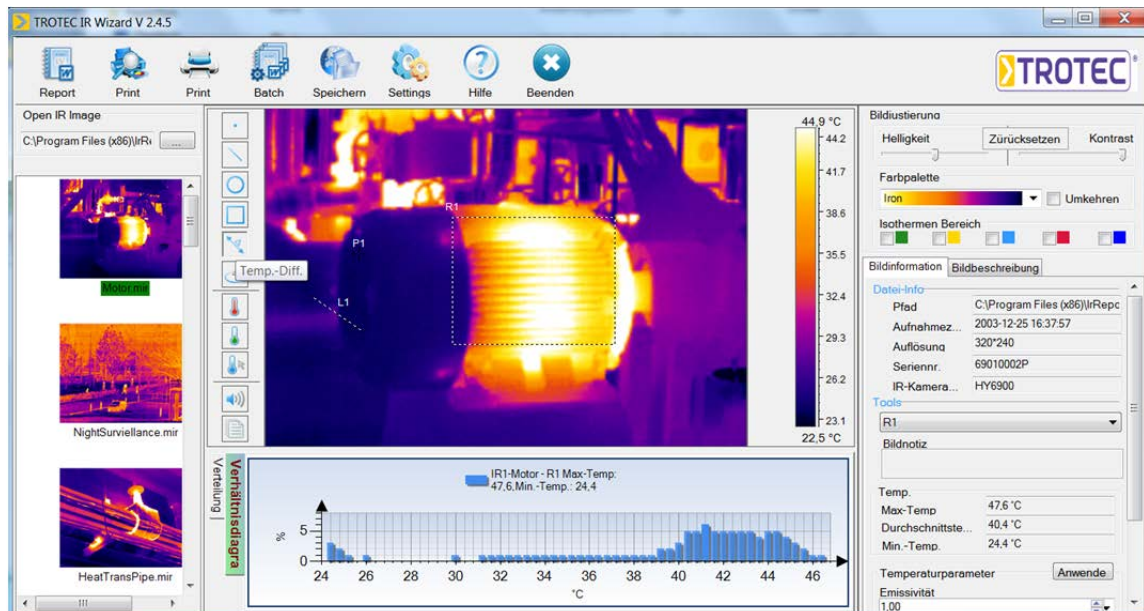 TROTEC IR Wizard V 2.4.5
Report
Print
Print
Batch
Speichern
Settings
Hilfe
Beenden
TROTEC
Open IR Image
C:\Program Files (x86)\IrRe
...
Motor.mir
NightSurviellance.mir
HeatTransPipe.mir
R1
P1
Temp.-Diff.
L1
44,9 °C
44.2
41.7
38.6
35.5
32.4
29.3
26.2
23.1
22,5 °C
Verteilung
Verhältnisdiagra
IR1-Motor - R1 Max-Temp:
47,6,Min.-Temp.: 24,4
%
5
0
24 26 28 30 32 34 36 38 40 42 44 46
°C
Bildjustierung
Helligkeit
Zürücksetzen
Kontrast
Farbpalette
Iron
Umkehren
Isothermen Bereich
Bildinformation
Bildbeschreibung
Datei-Info
Pfad C:\Program Files (x86)\IrRepc
Aufnahmez... 2003-12-25 16:37:57
Auflösung 320*240
Seriennr. 69010002P
IR-Kamera... HY6900
Tools
R1
Bildnotiz
Temp.
Max-Temp 47,6 °C
Durchschnittste... 40,4 °C
Min.-Temp. 24,4 °C
Temperaturparameter
Anwende
Emissivität
1.00